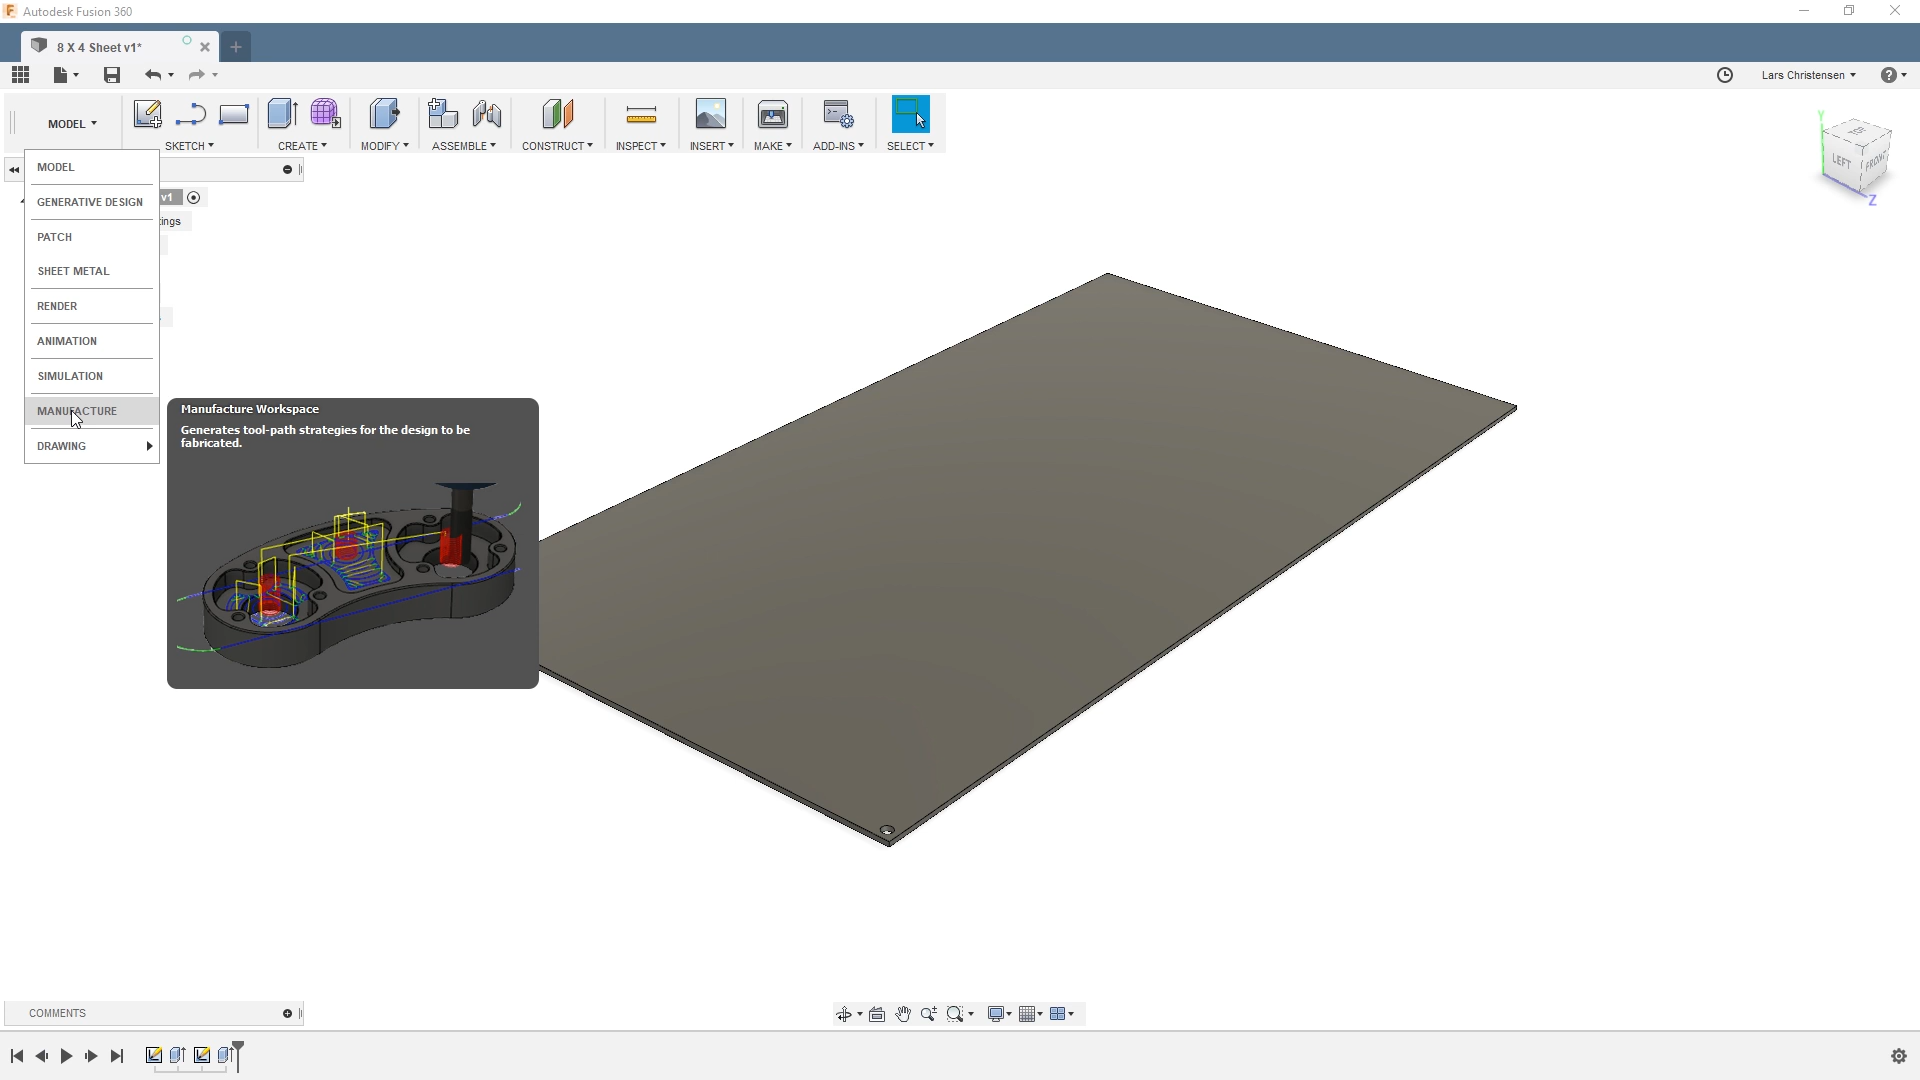 Autodesk Fusion 360
8 X 4 Sheet v1*
Lars Christensen
MODEL
SKETCH
CREATE
MODIFY
ASSEMBLE
CONSTRUCT
INSPECT
INSERT
MAKE
ADD-INS
SELECT
Y
TOP
LEFT
FRONT
Z
MODEL
GENERATIVE DESIGN
PATCH
SHEET METAL
RENDER
ANIMATION
SIMULATION
MANUFACTURE
DRAWING
v1
ings
Manufacture Workspace
Generates tool-path strategies for the design to be
fabricated.
COMMENTS